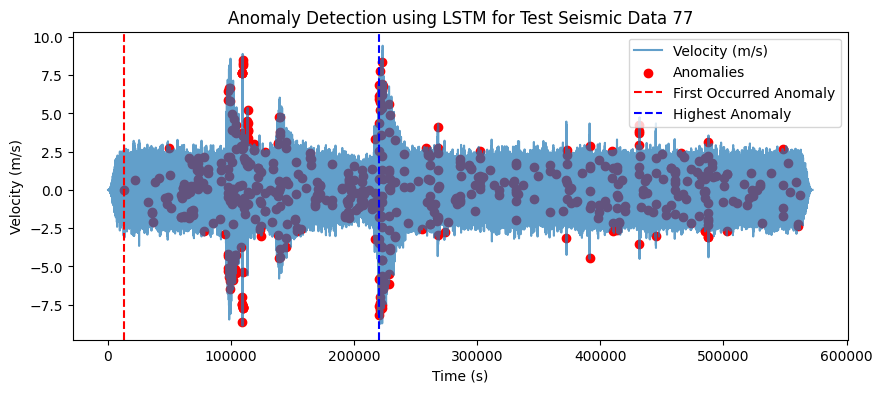 Anomaly Detection using LSTM for Test Seismic Data 77
Velocity (m/s)
Anomalies
First Occurred Anomaly
Highest Anomaly
Velocity (m/s)
10.0
7.5
5.0
2.5
0.0
−2.5
−5.0
−7.5
0 100000 200000 300000 400000 500000 600000
Time (s)